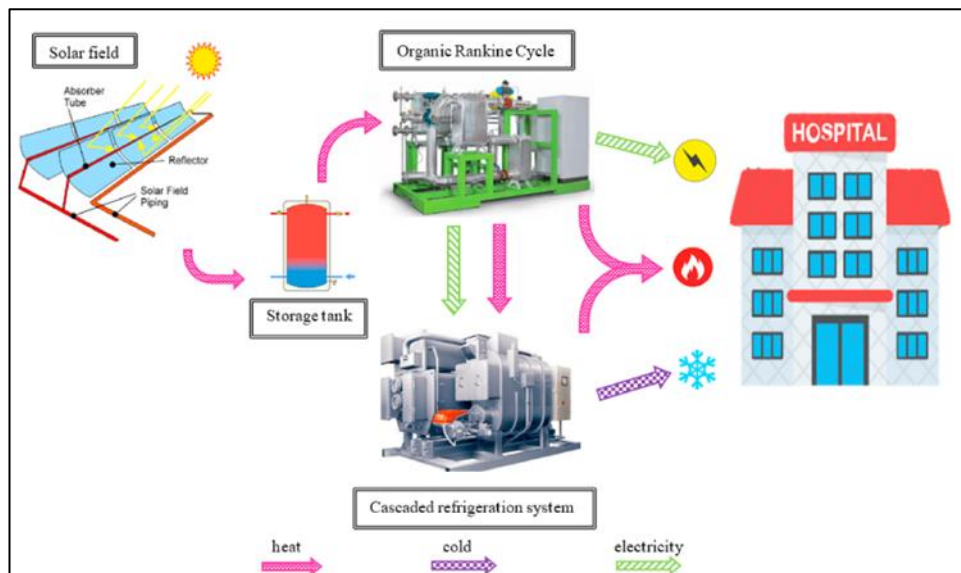 Solar field
Organic Rankine Cycle
Absorber
Tube
Reflector
Solar Field
Piping
HOSPITAL
Storage tank
Cascaded refrigeration system
heat
cold
electricity